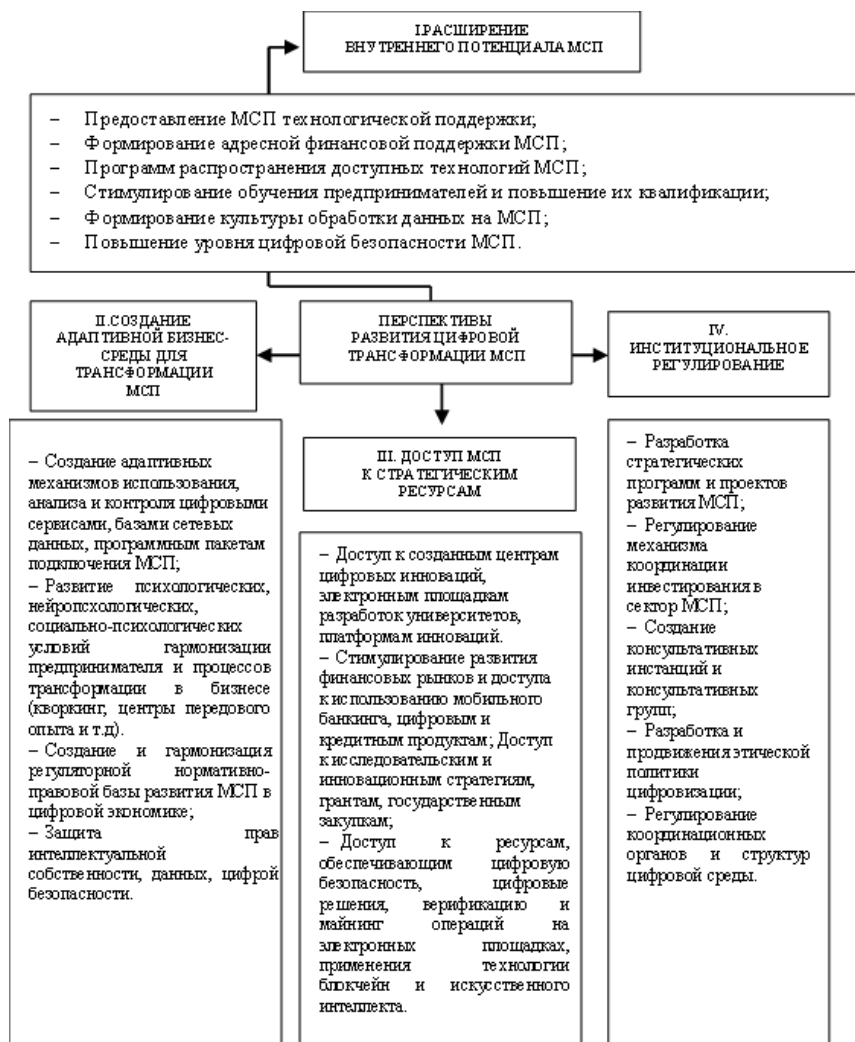 I.РАСШИРЕНИЕ
ВНУТРЕННЕГО ПОТЕНЦИАЛА МСП
– Предоставление МСП технологической поддержки;
– Формирование адресной финансовой поддержки МСП;
– Программ распространения доступных технологий МСП;
– Стимулирование обучения предпринимателей и повышение их квалификации;
– Формирование культуры обработки данных на МСП;
– Повышение уровня цифровой безопасности МСП.
II.СОЗДАНИЕ
АДАПТИВНОЙ БИЗНЕС-
СРЕДЫ ДЛЯ
ТРАНСФОРМАЦИИ
МСП
ПЕРСПЕКТИВЫ
РАЗВИТИЯ ЦИФРОВОЙ
ТРАНСФОРМАЦИИ МСП
IV.
ИНСТИТУЦИОНАЛЬНОЕ
РЕГУЛИРОВАНИЕ
– Создание адаптивных
механизмов использования,
анализа и контроля цифровыми
сервисами, базами сетевых
данных, программным пакетам
подключения МСП;
– Развитие психологических,
нейропсхологических,
социально-психологических
условий гармонизации
предпринимателя и процессов
трансформации в бизнесе
(кворкинг, центры передового
опыта и т.д).
– Создание и гармонизация
регуляторной нормативно-
правовой базы развития МСП в
цифровой экономике;
– Защита прав
интеллектуальной
собственности, данных, цифрой
безопасности.
III. ДОСТУП МСП
К СТРАТЕГИЧЕСКИМ
РЕСУРСАМ
– Доступ к созданным центрам
цифровых инноваций,
электронным площадкам
разработок университетов,
платформам инноваций.
– Стимулирование развития
финансовых рынков и доступа
к использованию мобильного
банкинга, цифровым и
кредитным продуктам; Доступ
к исследовательским и
инновационным стратегиям,
грантам, государственным
закупкам;
– Доступ к ресурсам,
обеспечивающим цифровую
безопасность, цифровые
решения, верификацию и
майнинг операций на
электронных площадках,
применения технологии
блокчейн и искусственного
интеллекта.
– Разработка
стратегических
программ и проектов
развития МСП;
– Регулирование
механизма
координации
инвестирования в
сектор МСП;
– Создание
консультативных
инстанций и
консультативных
групп;
– Разработка и
продвижения этической
политики
цифровизации;
– Регулирование
координационных
органов и структур
цифровой среды.